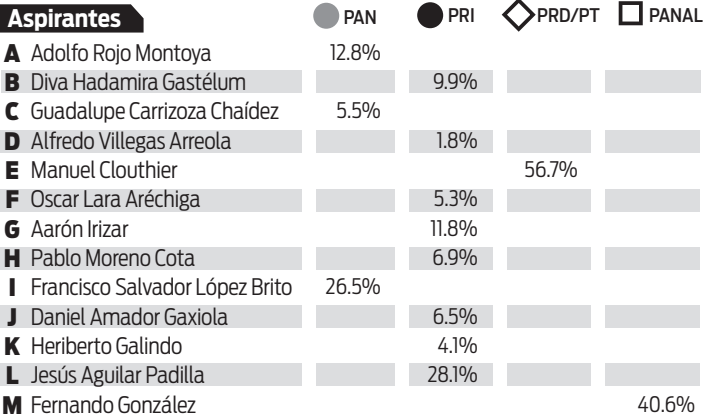 Aspirantes PAN PRI PRD/PT PANAL
A Adolfo Rojo Montoya 12.8%
B Diva Hadamira Gastélum 9.9%
C Guadalupe Carrizoza Chaídez 5.5%
D Alfredo Villegas Arreola 1.8%
E Manuel Clouthier 56.7%
F Oscar Lara Aréchiga 5.3%
G Aarón Irizar 11.8%
H Pablo Moreno Cota 6.9%
I Francisco Salvador López Brito 26.5%
J Daniel Amador Gaxiola 6.5%
K Heriberto Galindo 4.1%
L Jesús Aguilar Padilla 28.1%
M Fernando González 40.6%